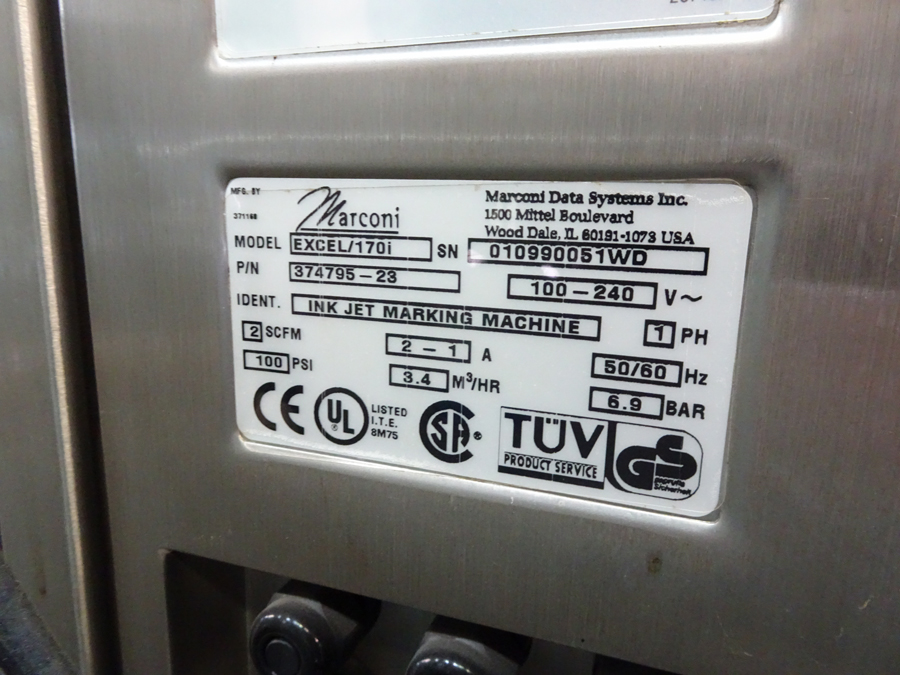 MFG. BY
371168
Marconi
Marconi Data Systems Inc.
1500 Mittel Boulevard
Wood Dale, IL 60191-1073 USA
MODEL EXCEL/170i SN 010990051WD
P/N 374795-23 100-240 V~
IDENT. INK JET MARKING MACHINE 1 PH
2 SCFM 2 - 1 A 50/60 Hz
100 PSI 3.4 M³/HR 6.9 BAR
CE
UL
LISTED
I.T.E.
8M75
SA
TÜV
PRODUCT SERVICE
GS
geprüfte
Sicherheit